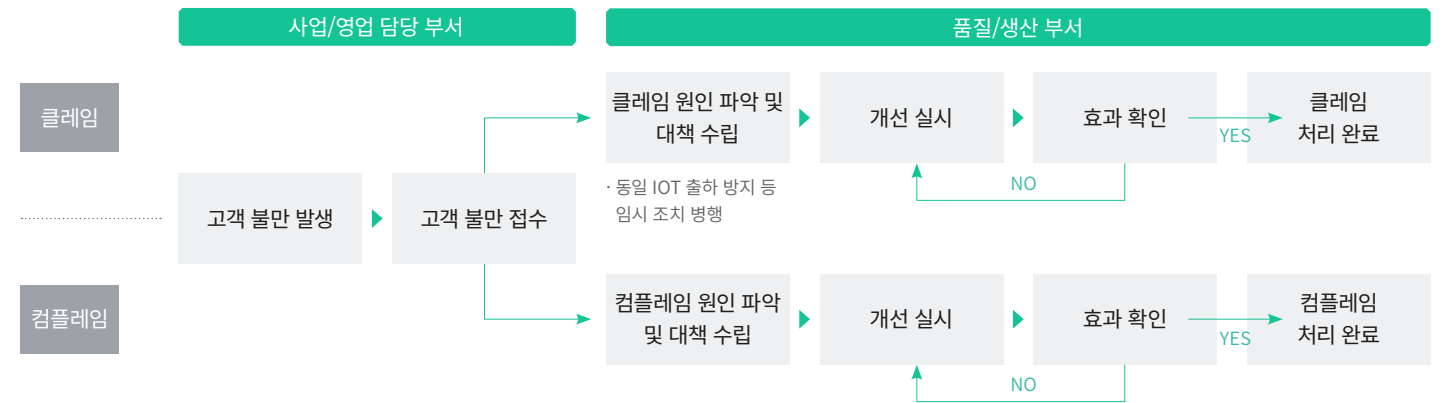 사업/영업 담당 부서
품질/생산 부서
클레임
클레임 원인 파악 및
대책 수립
개선 실시
효과 확인
YES
클레임
처리 완료
NO
· 동일 IOT 출하 방지 등
임시 조치 병행
고객 불만 발생
고객 불만 접수
컴플레임
컴플레임 원인 파악
및 대책 수립
개선 실시
효과 확인
YES
컴플레임
처리 완료
NO